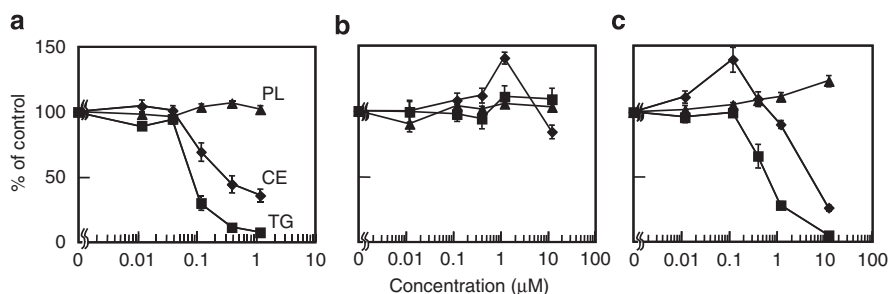 a
b
c
150
100
50
0
% of control
PL
CE
TG
0 0.01 0.1 1 10
0 0.01 0.1 1 10 100
0 0.01 0.1 1 10 100
Concentration (μM)